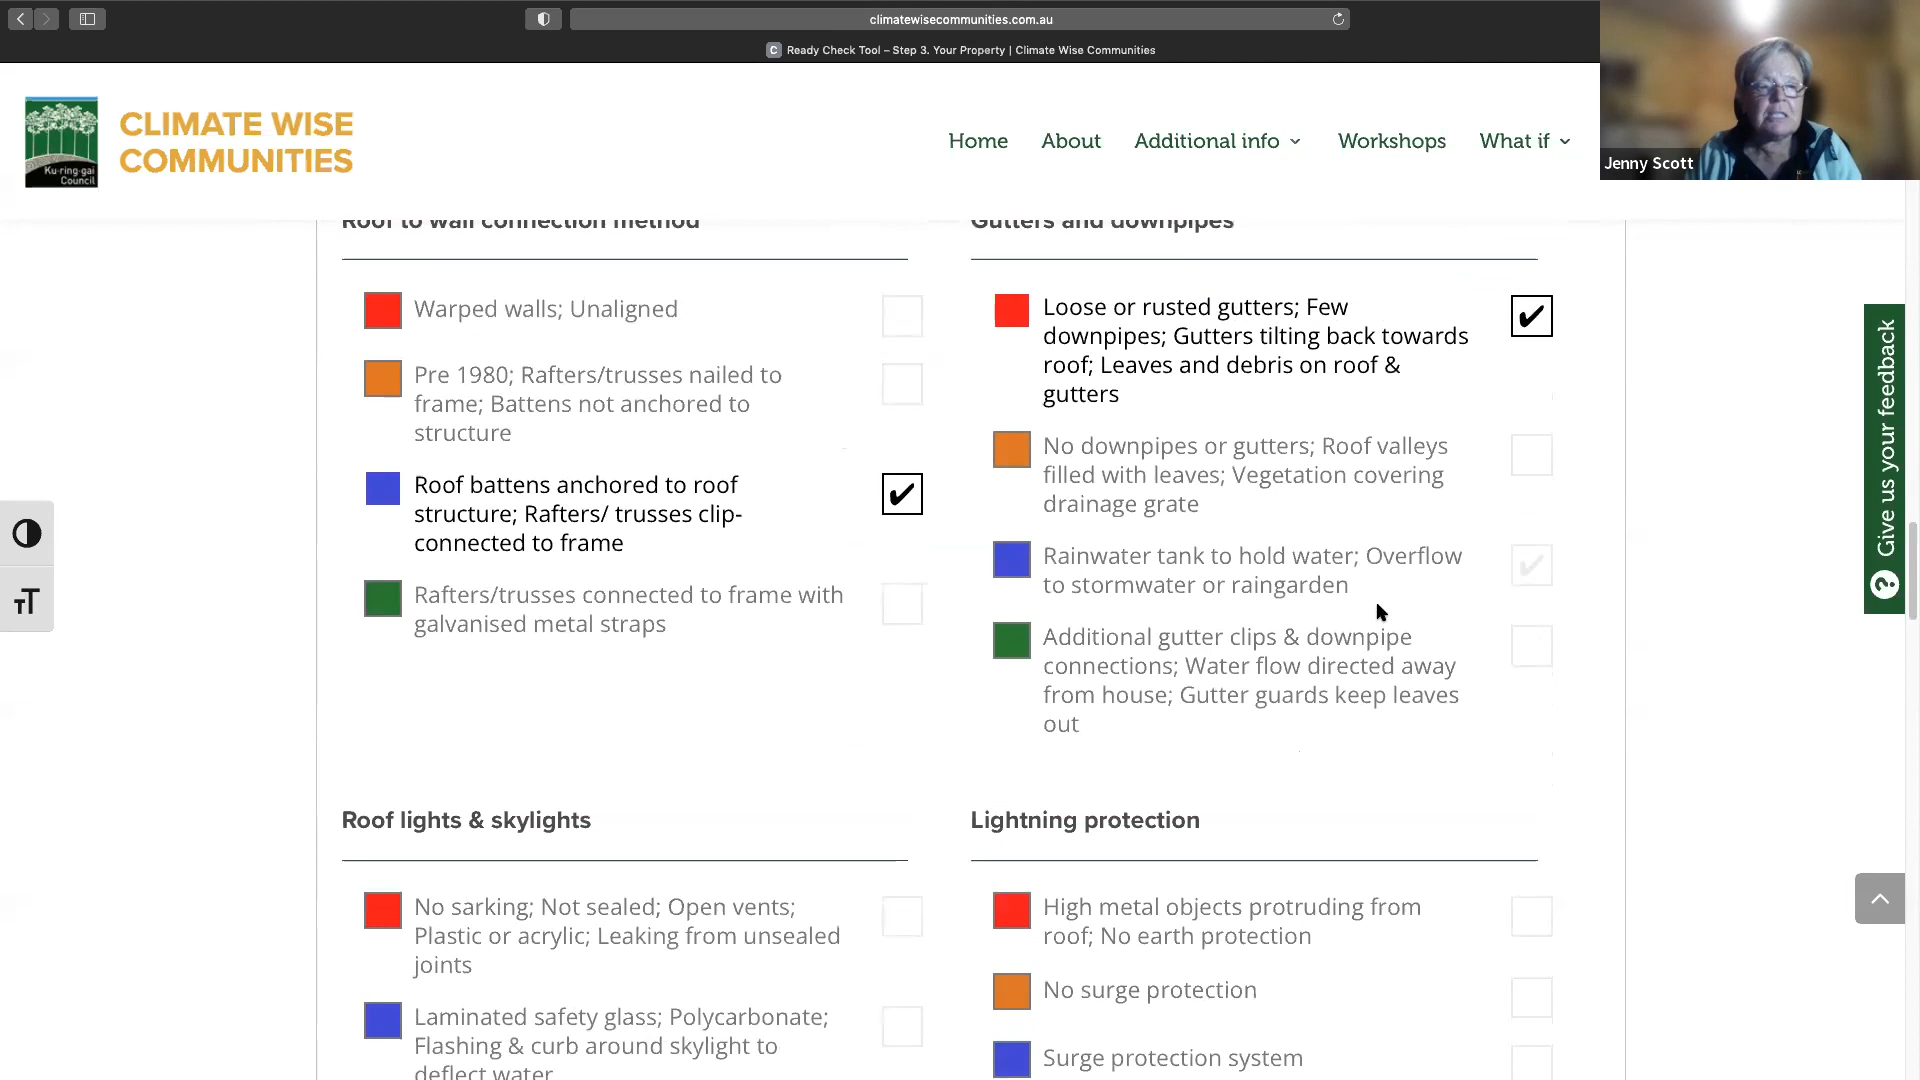 climatewisecommunities.com.au
C Ready Check Tool – Step 3. Your Property | Climate Wise Communities
Ku-ring-gai
Council
CLIMATE WISE
COMMUNITIES
Home
About
Additional info
Workshops
What if
Jenny Scott
Roof to wall connection method
Warped walls; Unaligned
Pre 1980; Rafters/trusses nailed to
frame; Battens not anchored to
structure
Roof battens anchored to roof
structure; Rafters/ trusses clip-
connected to frame
Rafters/trusses connected to frame with
galvanised metal straps
Gutters and downpipes
Loose or rusted gutters; Few
downpipes; Gutters tilting back towards
roof; Leaves and debris on roof &
gutters
No downpipes or gutters; Roof valleys
filled with leaves; Vegetation covering
drainage grate
Rainwater tank to hold water; Overflow
to stormwater or raingarden
Additional gutter clips & downpipe
connections; Water flow directed away
from house; Gutter guards keep leaves
out
Roof lights & skylights
No sarking; Not sealed; Open vents;
Plastic or acrylic; Leaking from unsealed
joints
Laminated safety glass; Polycarbonate;
Flashing & curb around skylight to
deflect water
Lightning protection
High metal objects protruding from
roof; No earth protection
No surge protection
Surge protection system
Give us your feedback
TT